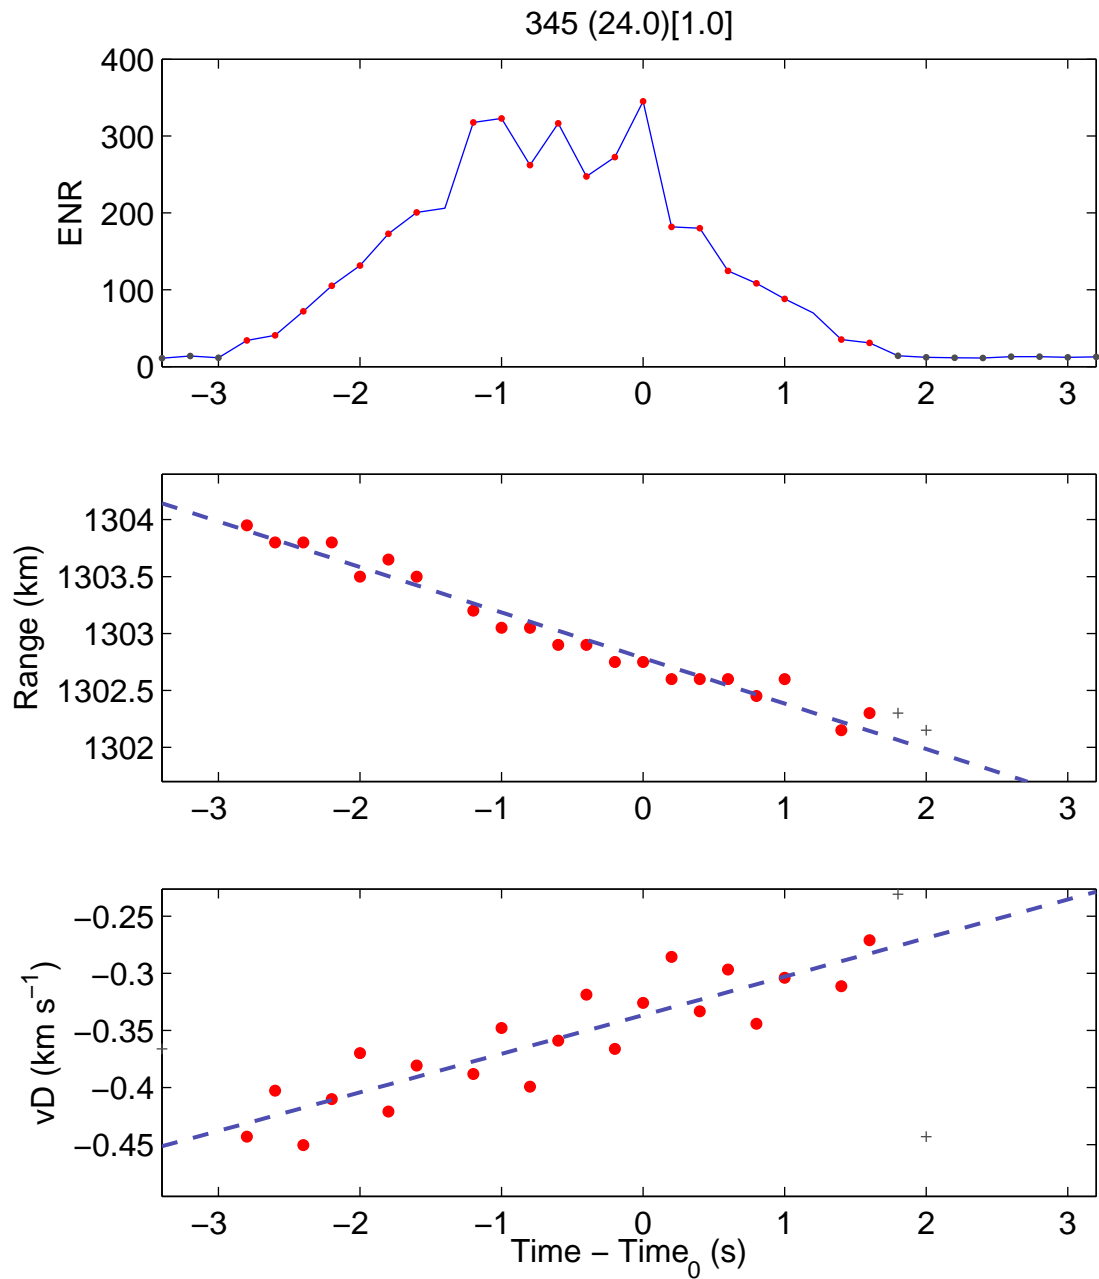 345 (24.0)[1.0]
400
300
200
100
0
ENR
−3 −2 −1 0 1 2 3
1304
1303.5
1303
1302.5
1302
Range (km)
−3 −2 −1 0 1 2 3
−0.25
−0.3
−0.35
−0.4
−0.45
vD (km s⁻¹)
−3 −2 −1 0 1 2 3
Time − Time₀ (s)